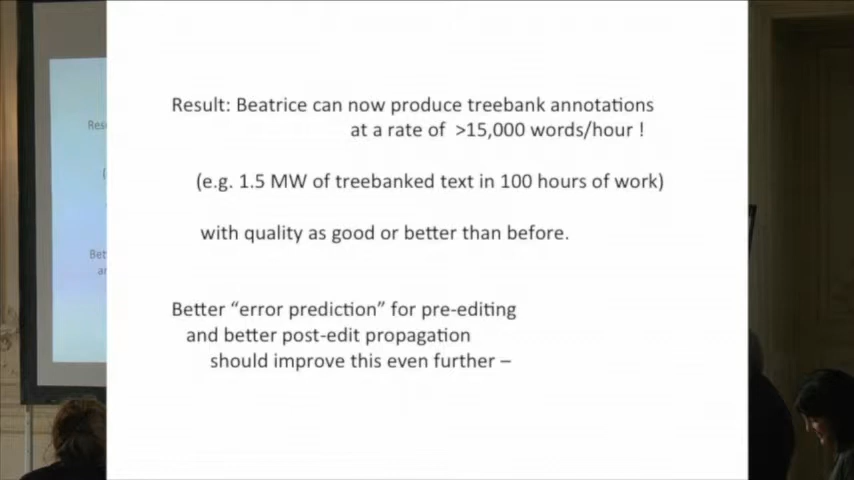 Result: Beatrice can now produce treebank annotations
at a rate of >15,000 words/hour !
(e.g. 1.5 MW of treebanked text in 100 hours of work)
with quality as good or better than before.
Better “error prediction” for pre-editing
and better post-edit propagation
should improve this even further –